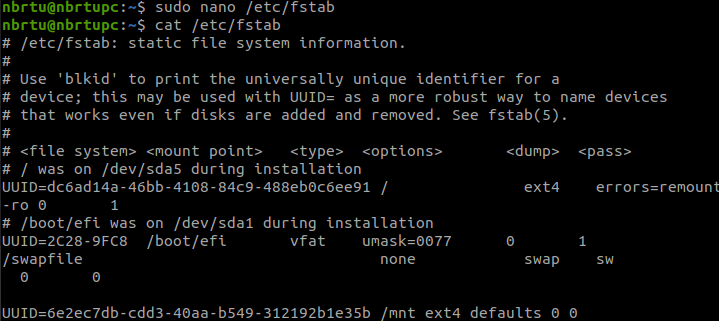 nbrtu@nbrtupc:~$ sudo nano /etc/fstab
nbrtu@nbrtupc:~$ cat /etc/fstab
# /etc/fstab: static file system information.
#
# Use 'blkid' to print the universally unique identifier for a
# device; this may be used with UUID= as a more robust way to name devices
# that works even if disks are added and removed. See fstab(5).
#
# <file system> <mount point>   <type>  <options>       <dump>  <pass>
# / was on /dev/sda5 during installation
UUID=dc6ad14a-46bb-4108-84c9-488eb0c6ee91 /               ext4    errors=remount
-ro 0       1
# /boot/efi was on /dev/sda1 during installation
UUID=2C28-9FC8  /boot/efi       vfat    umask=0077      0       1
/swapfile                                 none            swap    sw
  0       0
UUID=6e2ec7db-cdd3-40aa-b549-312192b1e35b /mnt ext4 defaults 0 0